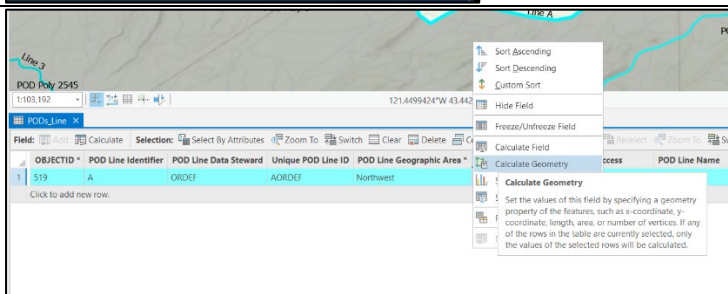 Line A
Line 3
POD Poly 2545
1:103,192
121.4499424°W 43.442
PODs_Line
Field: Add Calculate Selection: Select By Attributes Zoom To Switch Clear Delete Reselect Zoom To
OBJECTID * POD Line Identifier POD Line Data Steward Unique POD Line ID POD Line Geographic Area * POD Line Name
1 519 A ORDEF AORDEF Northwest
Click to add new row.
Sort Ascending
Sort Descending
Custom Sort
Hide Field
Freeze/Unfreeze Field
Calculate Field
Calculate Geometry
Calculate Geometry
Set the values of this field by specifying a geometry
property of the features, such as x-coordinate, y-
coordinate, length, area, or number of vertices. If any
of the rows in the table are currently selected, only
the values of the selected rows will be calculated.